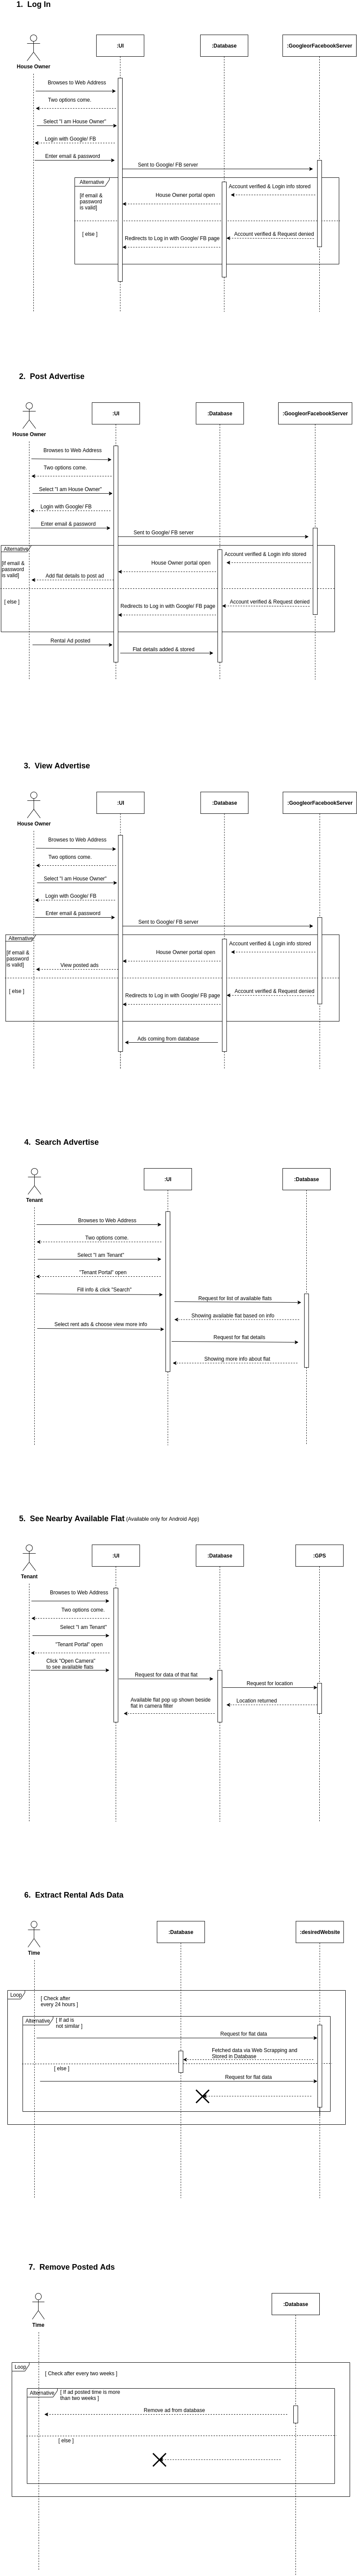 1. Log In
House Owner
:UI
:Database
:GoogleorFacebookServer
Browses to Web Address
Two options come.
Select "I am House Owner"
Login with Google/ FB
Enter email & password
Sent to Google/ FB server
Alternative
[if email &
password
is valid]
Account verified & Login info stored
House Owner portal open
[ else ]
Account verified & Request denied
Redirects to Log in with Google/ FB page
2. Post Advertise
House Owner
:UI
:Database
:GoogleorFacebookServer
Browses to Web Address
Two options come.
Select "I am House Owner"
Login with Google/ FB
Enter email & password
Sent to Google/ FB server
Alternative
[if email &
password
is valid]
Account verified & Login info stored
House Owner portal open
Add flat details to post ad
[ else ]
Account verified & Request denied
Redirects to Log in with Google/ FB page
Rental Ad posted
Flat details added & stored
3. View Advertise
House Owner
:UI
:Database
:GoogleorFacebookServer
Browses to Web Address
Two options come.
Select "I am House Owner"
Login with Google/ FB
Enter email & password
Sent to Google/ FB server
Alternative
[if email &
password
is valid]
Account verified & Login info stored
House Owner portal open
View posted ads
[ else ]
Account verified & Request denied
Redirects to Log in with Google/ FB page
Ads coming from database
4. Search Advertise
Tenant
:UI
:Database
Browses to Web Address
Two options come.
Select "I am Tenant"
"Tenant Portal" open
Fill info & click "Search"
Request for list of available flats
Showing available flat based on info
Select rent ads & choose view more info
Request for flat details
Showing more info about flat
5. See Nearby Available Flat (Available only for Android App)
Tenant
:UI
:Database
:GPS
Browses to Web Address
Two options come.
Select "I am Tenant"
"Tenant Portal" open
Click "Open Camera"
to see available flats
Request for data of that flat
Request for location
Location returned
Available flat pop up shown beside
flat in camera filter
6. Extract Rental Ads Data
Time
:Database
:desiredWebsite
Loop
[ Check after
every 24 hours ]
Alternative
[ If ad is
not similar ]
Request for flat data
Fetched data via Web Scrapping and
Stored in Database
[ else ]
Request for flat data
7. Remove Posted Ads
Time
:Database
Loop
[ Check after every two weeks ]
Alternative
[ If ad posted time is more
than two weeks ]
Remove ad from database
[ else ]